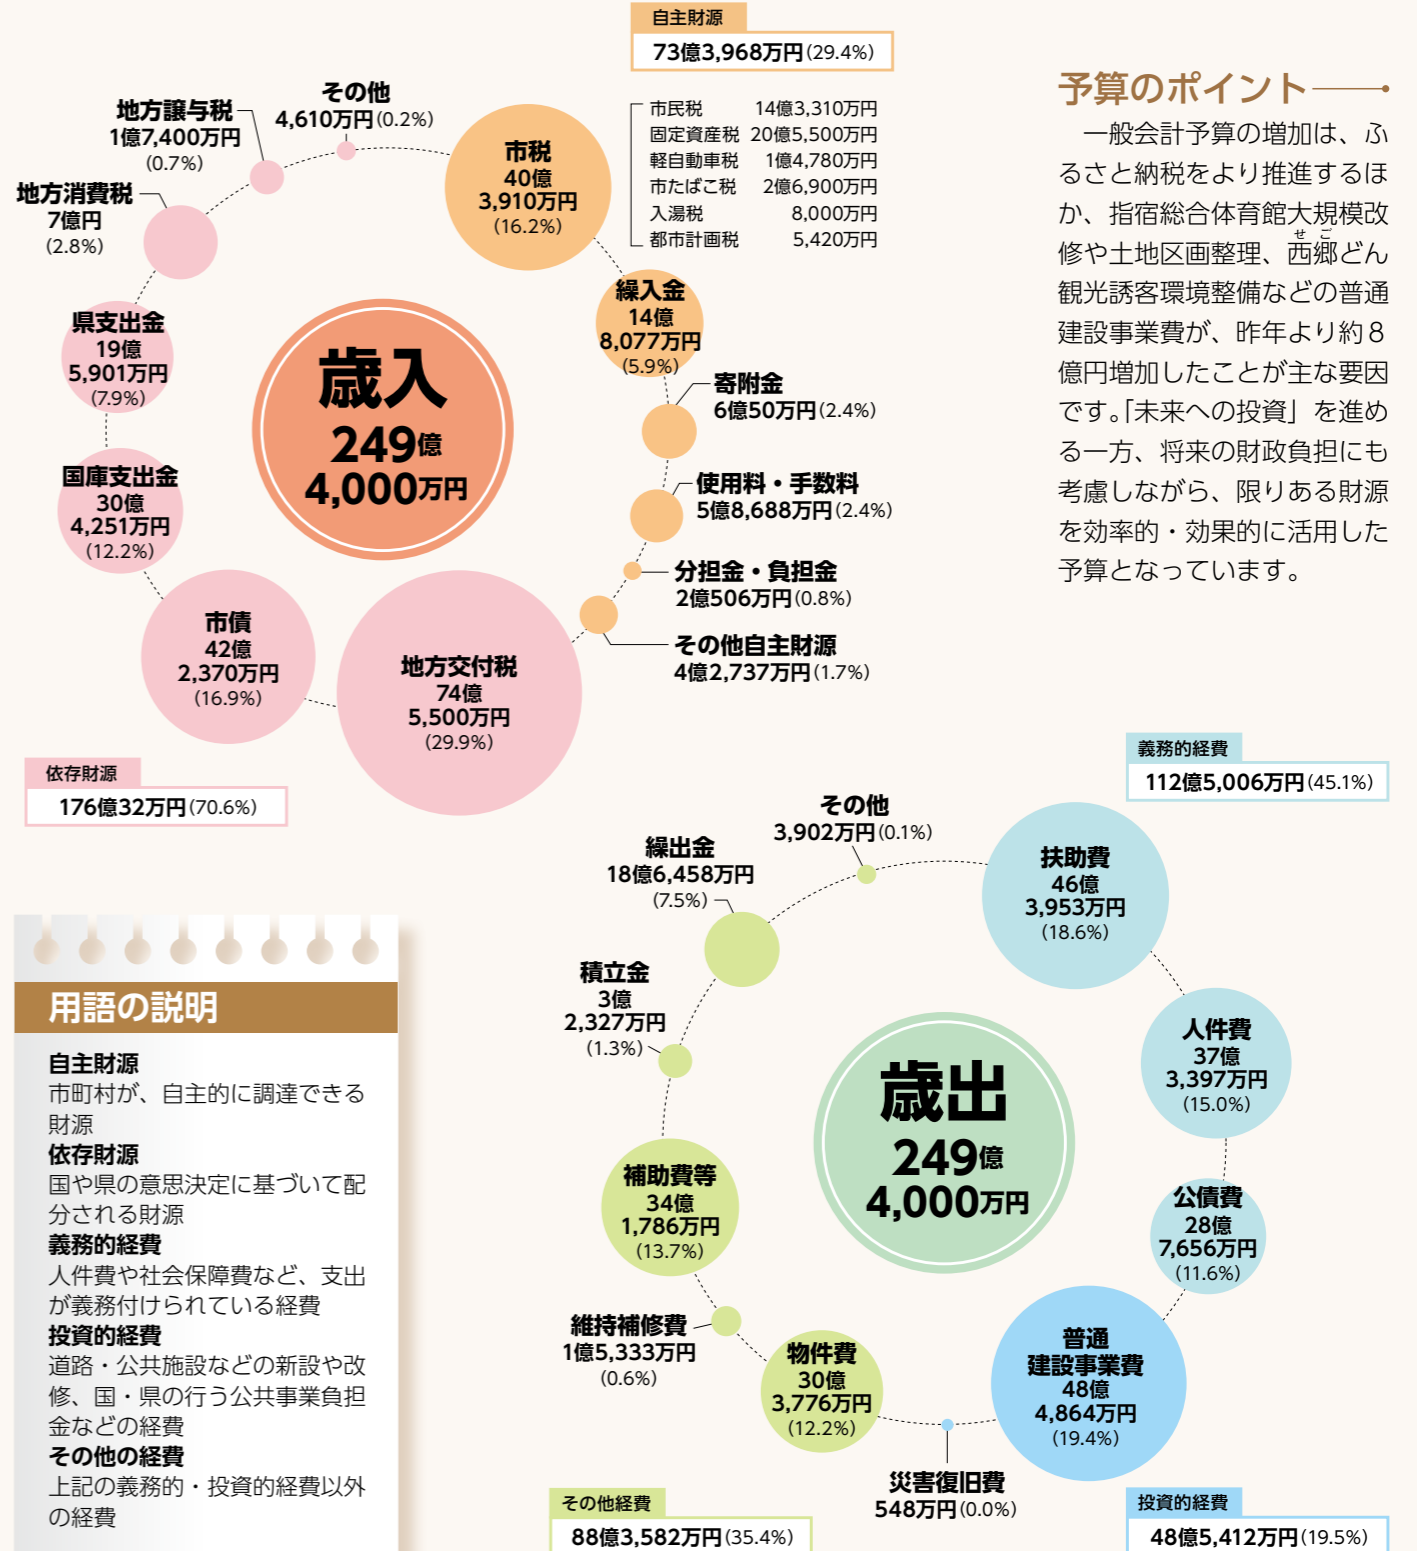 自主財源
73億3,968万円(29.4%)
市民税 14億3,310万円
固定資産税 20億5,500万円
軽自動車税 1億4,780万円
市たばこ税 2億6,900万円
入湯税 8,000万円
都市計画税 5,420万円
その他
4,610万円(0.2%)
地方譲与税
1億7,400万円
(0.7%)
地方消費税
7億円
(2.8%)
県支出金
19億
5,901万円
(7.9%)
国庫支出金
30億
4,251万円
(12.2%)
市債
42億
2,370万円
(16.9%)
地方交付税
74億
5,500万円
(29.9%)
市税
40億
3,910万円
(16.2%)
繰入金
14億
8,077万円
(5.9%)
寄附金
6億50万円(2.4%)
使用料・手数料
5億8,688万円(2.4%)
分担金・負担金
2億506万円(0.8%)
その他自主財源
4億2,737万円(1.7%)
歳入
249億
4,000万円
依存財源
176億32万円(70.6%)
予算のポイント
一般会計予算の増加は、ふ
るさと納税をより推進するほ
か、指宿総合体育館大規模改
せご
修や土地区画整理、西郷どん
観光誘客環境整備などの普通
建設事業費が、昨年より約8
億円増加したことが主な要因
です。「未来への投資」を進め
る一方、将来の財政負担にも
考慮しながら、限りある財源
を効率的・効果的に活用した
予算となっています。
用語の説明
自主財源
市町村が、自主的に調達できる
財源
依存財源
国や県の意思決定に基づいて配
分される財源
義務的経費
人件費や社会保障費など、支出
が義務付けられている経費
投資的経費
道路・公共施設などの新設や改
修、国・県の行う公共事業負担
金などの経費
その他の経費
上記の義務的・投資的経費以外
の経費
義務的経費
112億5,006万円(45.1%)
その他
3,902万円(0.1%)
繰出金
18億6,458万円
(7.5%)
積立金
3億
2,327万円
(1.3%)
補助費等
34億
1,786万円
(13.7%)
維持補修費
1億5,333万円
(0.6%)
物件費
30億
3,776万円
(12.2%)
災害復旧費
548万円(0.0%)
扶助費
46億
3,953万円
(18.6%)
人件費
37億
3,397万円
(15.0%)
公債費
28億
7,656万円
(11.6%)
普通
建設事業費
48億
4,864万円
(19.4%)
歳出
249億
4,000万円
その他経費
88億3,582万円(35.4%)
投資的経費
48億5,412万円(19.5%)